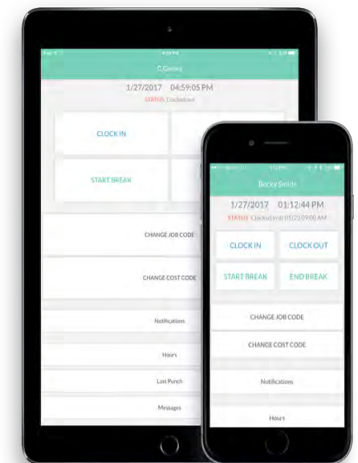 1/27/2017 04:59:05 PM
STATUS
CLOCK IN
START BREAK
CHANGE JOB CODE
CHANGE COST CODE
Notifications
Hours
Last Punch
Messages
Becky Smith
1/27/2017 01:12:44 PM
STATUS Clocked
CLOCK IN CLOCK OUT
START BREAK END BREAK
CHANGE JOB CODE
CHANGE COST CODE
Notifications
Hours